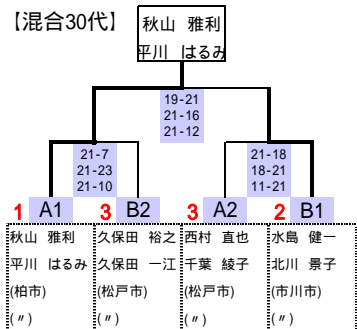 【混合30代】
秋山 雅利
平川 はるみ
19-21
21-16
21-12
21-7
21-23
21-10
21-18
18-21
11-21
1 A1 3 B2 3 A2 2 B1
秋山 雅利 久保田 裕之 西村 直也 水島 健一
平川 はるみ 久保田 一江 千葉 綾子 北川 景子
(柏市) (松戸市) (松戸市) (市川市)
(〃) (〃) (〃) (〃)